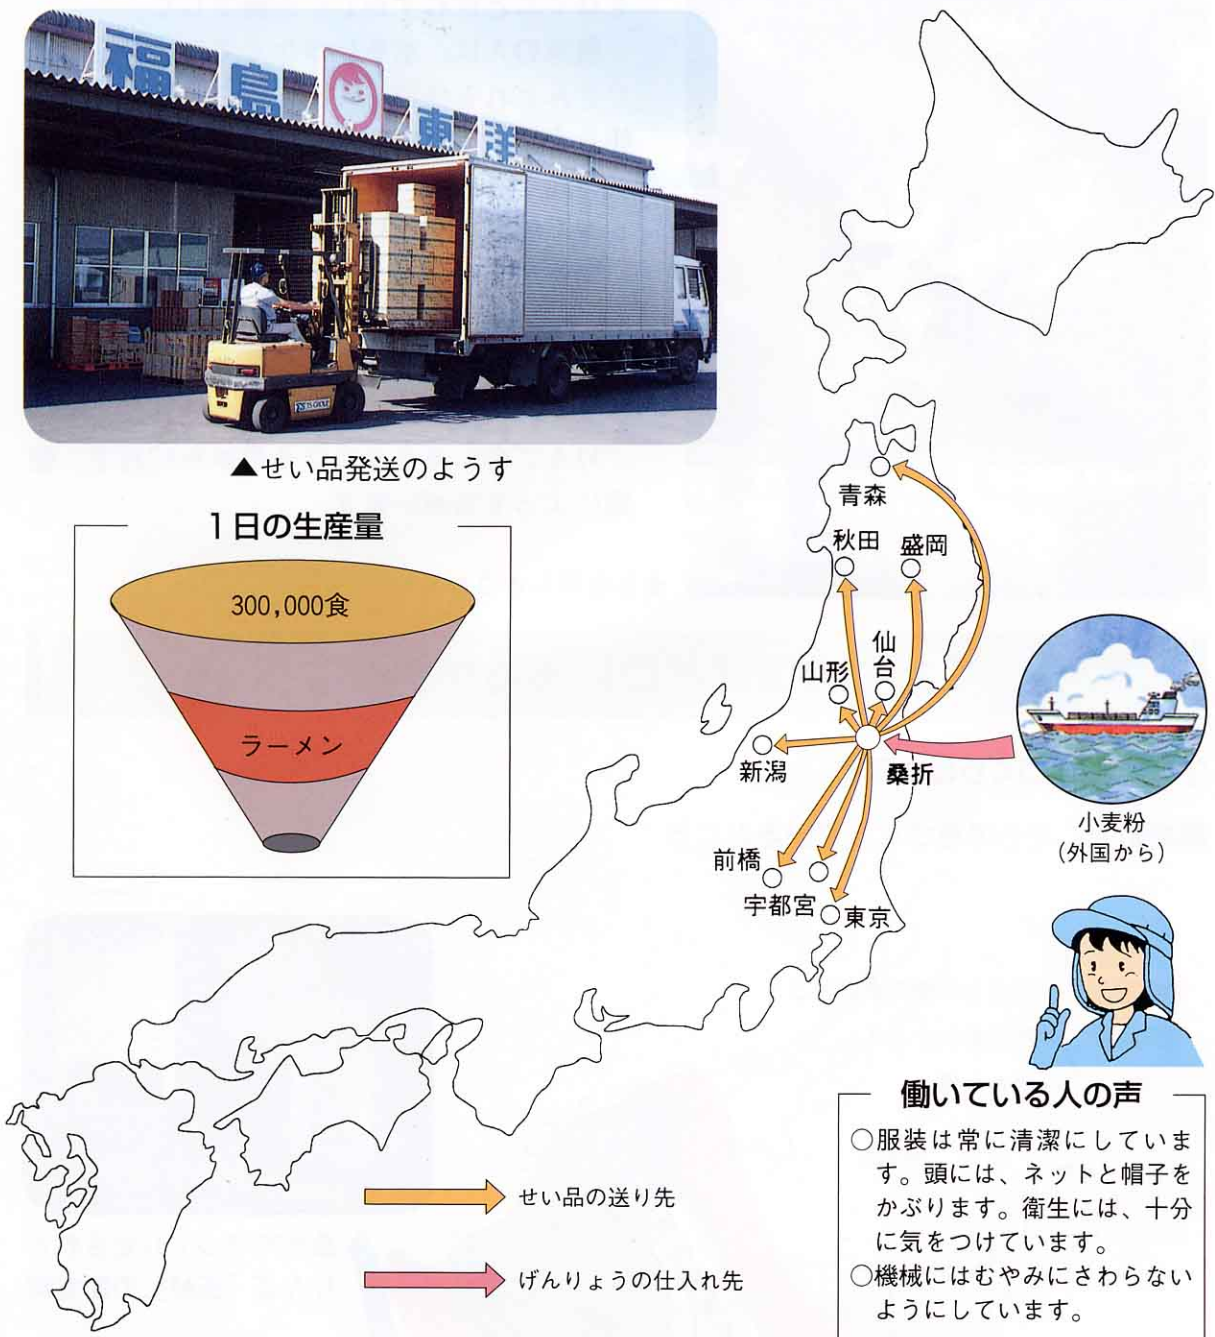 福島東洋
▲せい品発送のようす
1日の生産量
300,000食
ラーメン
青森
秋田
盛岡
仙台
山形
新潟
桑折
小麦粉
(外国から)
前橋
宇都宮
東京
働いている人の声
○服装は常に清潔にしていま
す。頭には、ネットと帽子を
かぶります。衛生には、十分
に気をつけています。
○機械にはむやみにさわらない
ようにしています。
せい品の送り先
げんりょうの仕入れ先